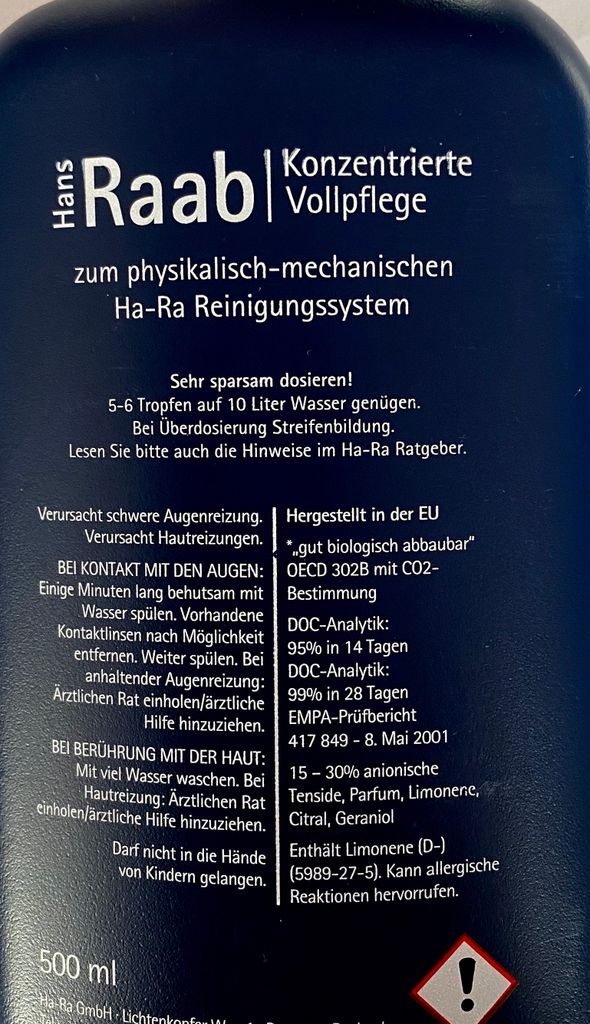 Hans Raab | Konzentrierte
Vollpflege
zum physikalisch-mechanischen
Ha-Ra Reinigungssystem
Sehr sparsam dosieren!
5-6 Tropfen auf 10 Liter Wasser genügen.
Bei Überdosierung Streifenbildung.
Lesen Sie bitte auch die Hinweise im Ha-Ra Ratgeber.
Verursacht schwere Augenreizung.
Verursacht Hautreizungen.
BEI KONTAKT MIT DEN AUGEN:
Einige Minuten lang behutsam mit
Wasser spülen. Vorhandene
Kontaktlinsen nach Möglichkeit
entfernen. Weiter spülen. Bei
anhaltender Augenreizung:
Ärztlichen Rat einholen/ärztliche
Hilfe hinzuziehen.
BEI BERÜHRUNG MIT DER HAUT:
Mit viel Wasser waschen. Bei
Hautreizung: Ärztlichen Rat
einholen/ärztliche Hilfe hinzuziehen.
Darf nicht in die Hände
von Kindern gelangen.
Hergestellt in der EU
*„gut biologisch abbaubar"
OECD 302B mit CO2-
Bestimmung
DOC-Analytik:
95% in 14 Tagen
DOC-Analytik:
99% in 28 Tagen
EMPA-Prüfbericht
417 849 - 8. Mai 2001
15 – 30% anionische
Tenside, Parfum, Limonene,
Citral, Geraniol
Enthält Limonene (D-)
(5989-27-5). Kann allergische
Reaktionen hervorrufen.
500 ml
Ha-Ra GmbH ·